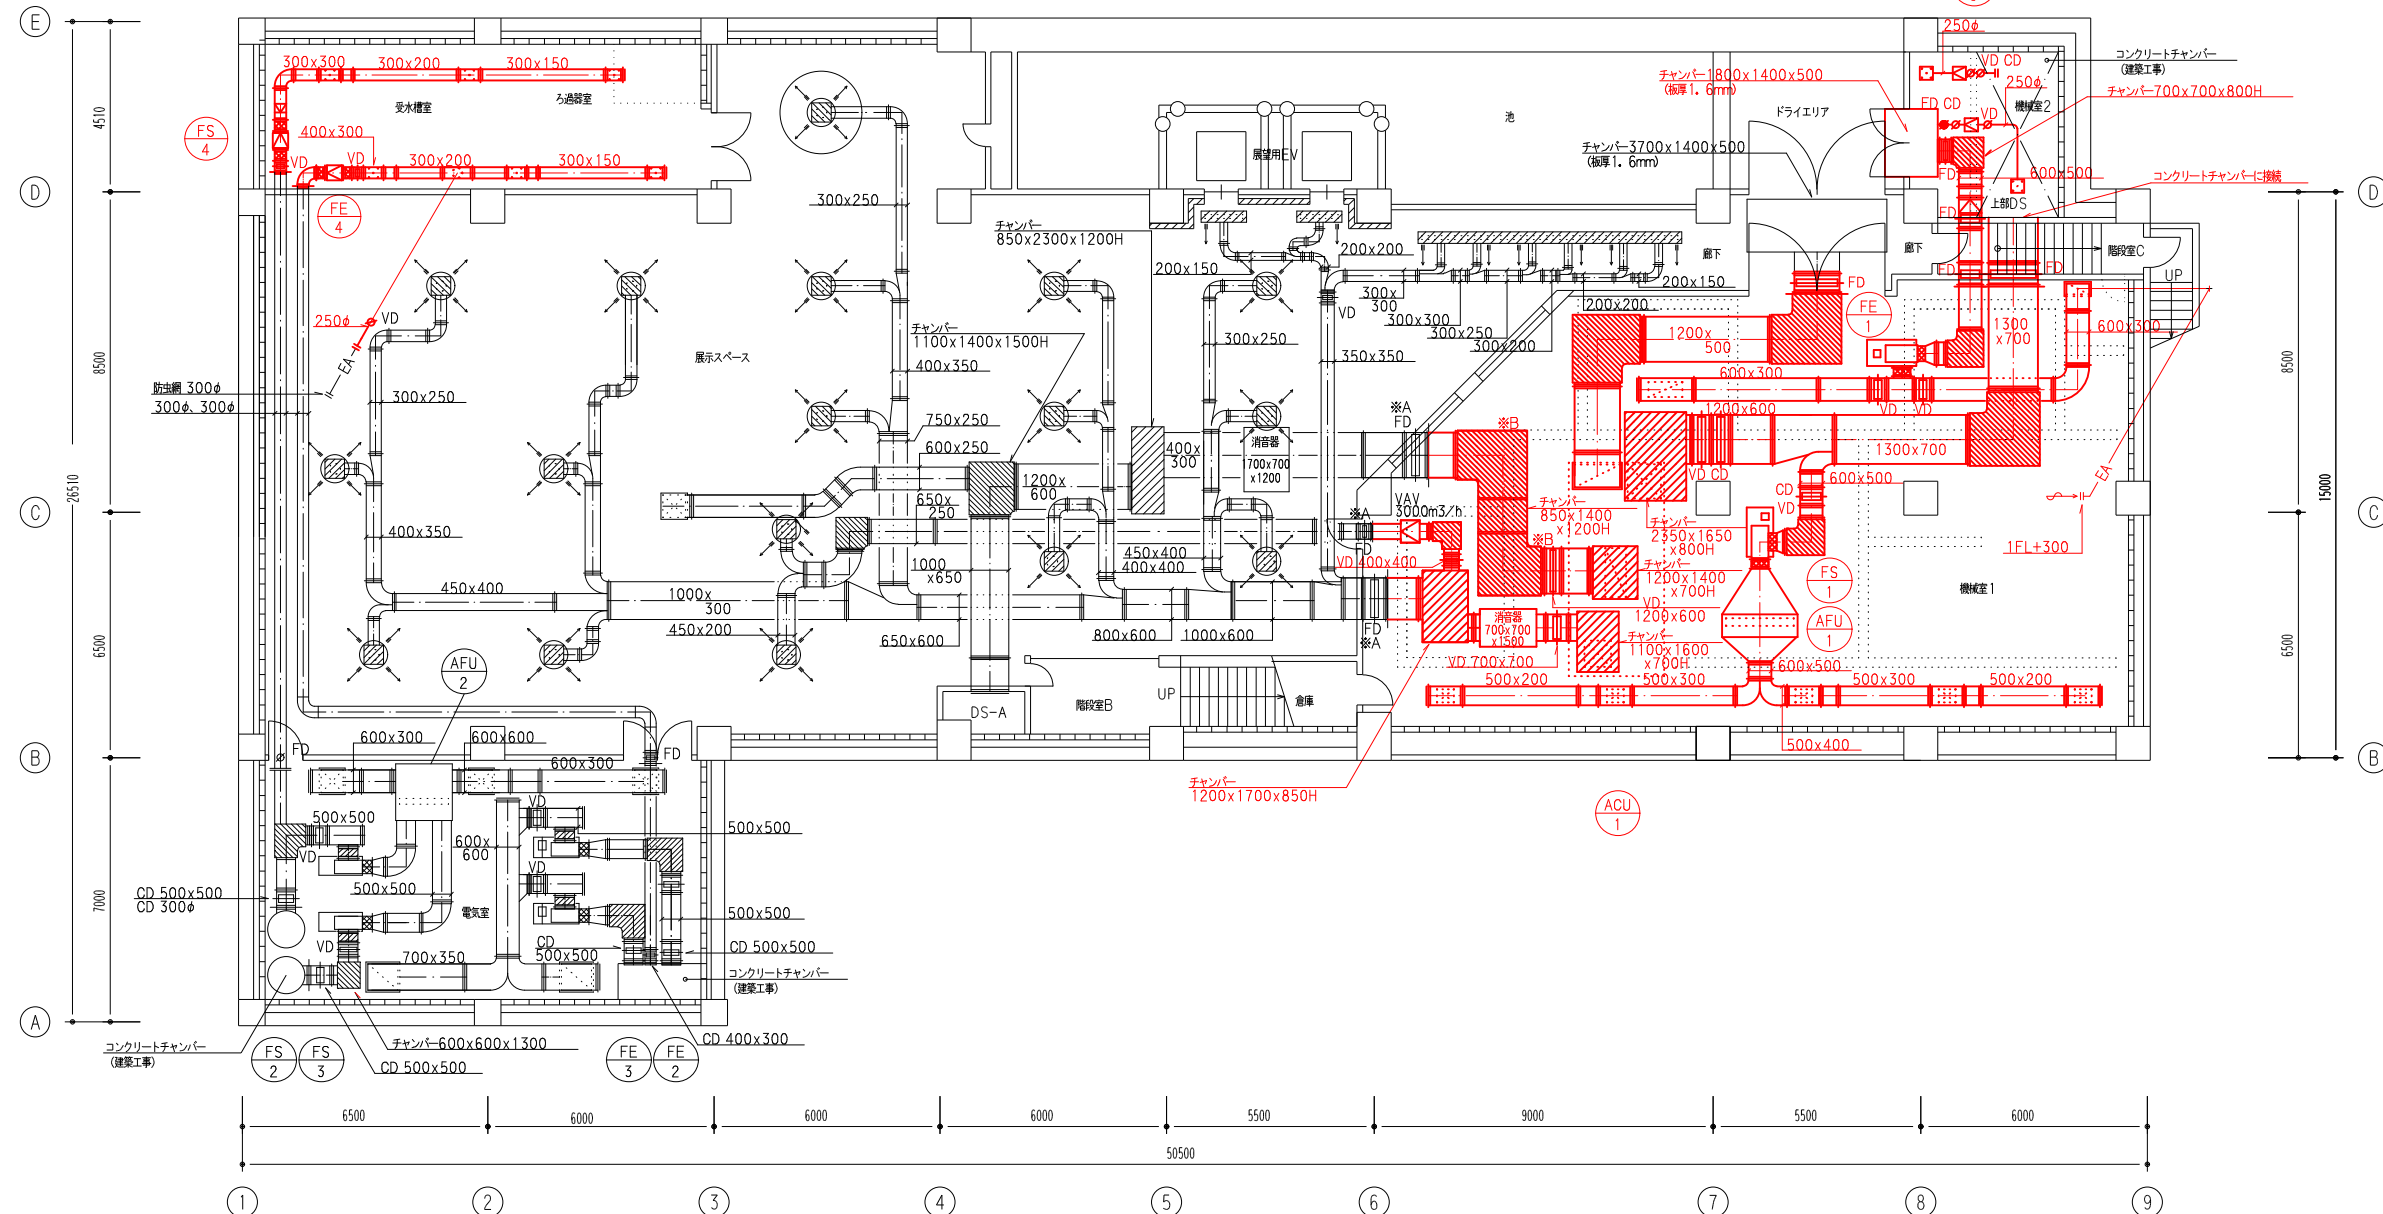 E
D
C
B
A
4510
8500
6500
7000
26510
300x300
300x200
300x150
受水槽室
ろ過器室
FS
4
400x300
VD
VD
300x200
300x150
FE
4
250φ
VD
EA
防虫網 300φ
300φ、300φ
300x250
400x350
450x400
展示スペース
300x250
400x350
750x250
600x250
650x
250
1000x
300
450x200
1000
x650
650x600
800x600
1000x600
450x400
400x400
1200x
600
チャンバー
850x2300x1200H
チャンバー
1100x1400x1500H
200x150
200x200
展望用EV
池
300x250
400x
300
消音器
1700x700
x1200
350x350
VD
300x
300
300x300
300x250
300x200
200x200
200x150
廊下
チャンバー1800x1400x500
(板厚1．6mm)
チャンバー3700x1400x500
(板厚1．6mm)
ドライエリア
250φ
VD CD
250φ
機械室2
FD CD
VD
コンクリートチャンバー
(建築工事)
チャンバー700x700x800H
600x500
コンクリートチャンバーに接続
上部DS
FD
FD
FD
FD
FD
廊下
階段室C
UP
FE
1
1200x
500
600x300
1300
x700
600x300
VD
VD
1200x600
1300x700
VD CD
600x500
CD
VD
※A
FD
※B
※B
VAV
3000m3/h
※A
FD
VD 400x400
FD
※A
チャンバー
850x1400
x1200H
チャンバー
2350x1650
x800H
チャンバー
1200x1400
x700H
VD
1200x600
消音器
700x700
x1500
チャンバー
1100x1600
x700H
VD 700x700
FS
1
AFU
1
機械室1
EA
1FL+300
600x500
500x200
500x300
500x300
500x200
500x400
チャンバー
1200x1700x850H
ACU
1
AFU
2
DS-A
階段室B
UP
倉庫
FD
600x300
600x600
600x300
FD
500x500
VD
VD
500x500
600x
600
VD
500x500
500x500
電気室
VD
700x350
CD
500x500
CD 500x500
CD 500x500
CD 300φ
コンクリートチャンバー
(建築工事)
コンクリートチャンバー
(建築工事)
FS
2
FS
3
チャンバー600x600x1300
CD 500x500
FE
3
FE
2
CD 400x300
D
C
B
8500
6500
15000
6500
6000
6000
6000
5500
9000
5500
6000
50500
1
2
3
4
5
6
7
8
9